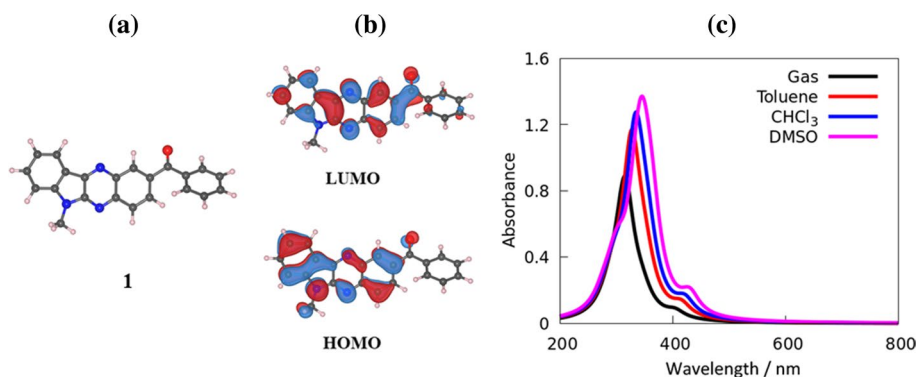 (a)
1
(b)
LUMO
HOMO
(c)
Absorbance
1.6
1.2
0.8
0.4
0
Gas
Toluene
CHCl₃
DMSO
200
400
600
800
Wavelength / nm